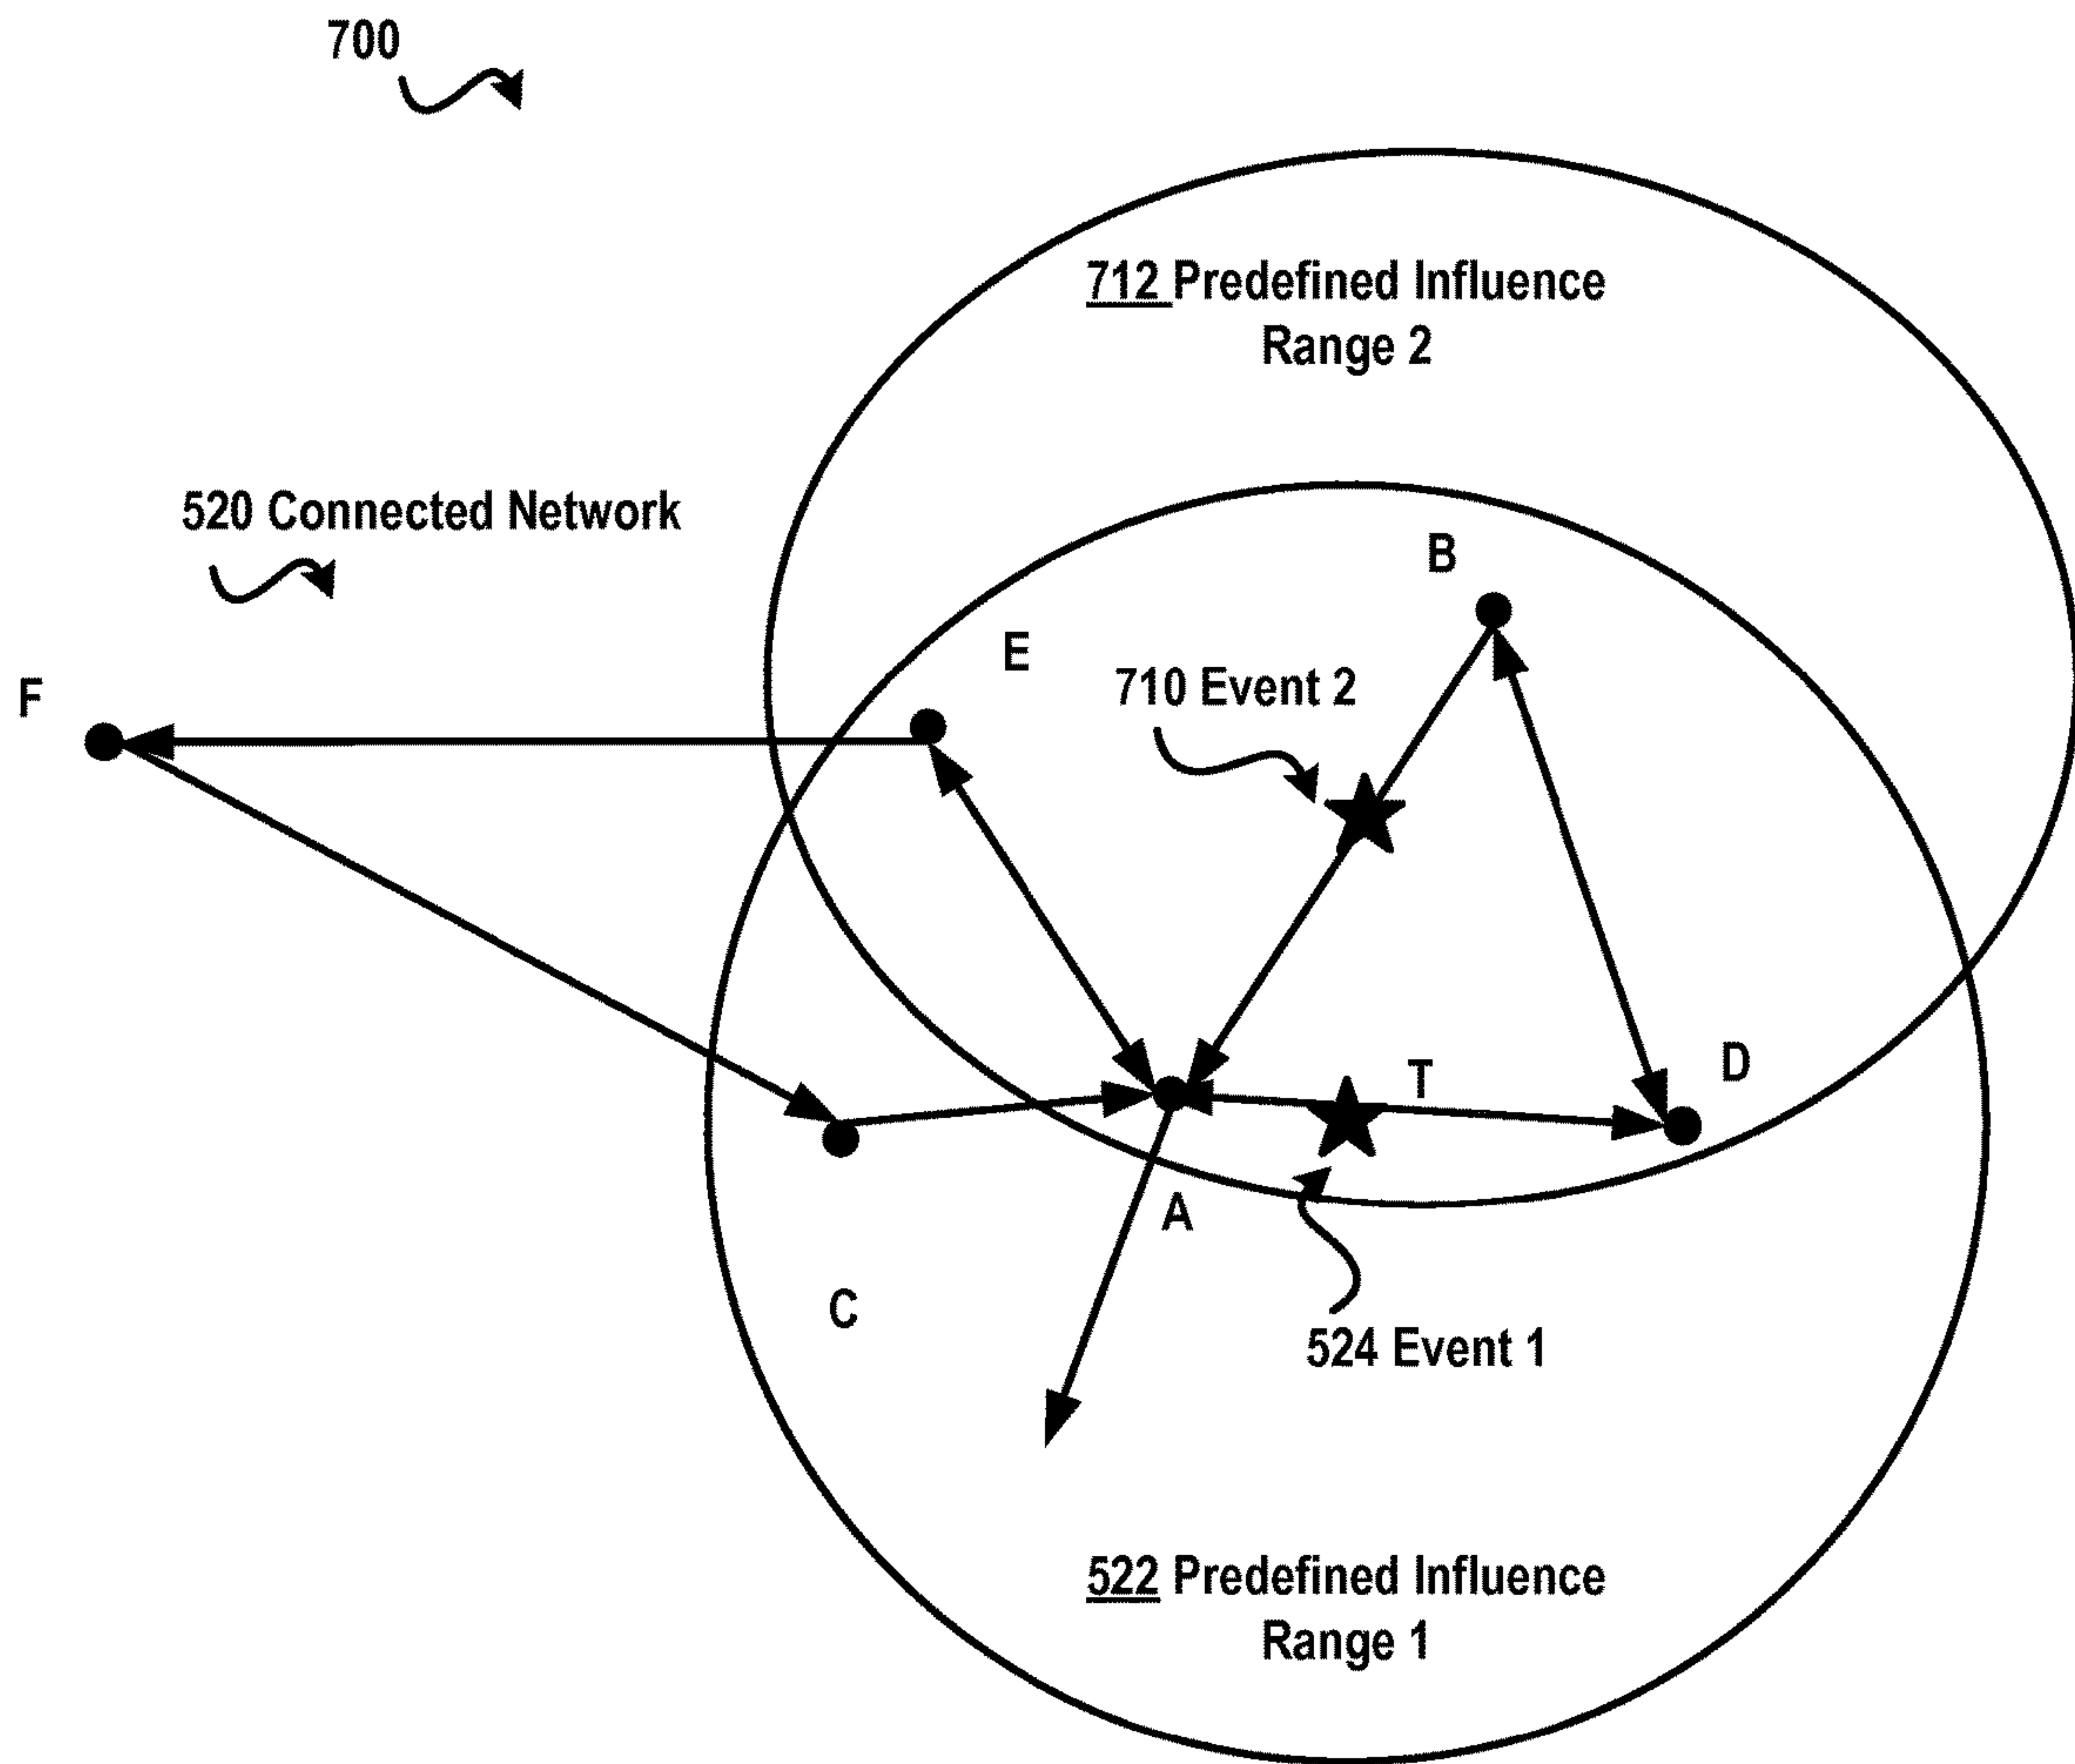 700
712 Predefined Influence
Range 2
520 Connected Network
B
E
710 Event 2
F
T
D
A
C
524 Event 1
522 Predefined Influence
Range 1